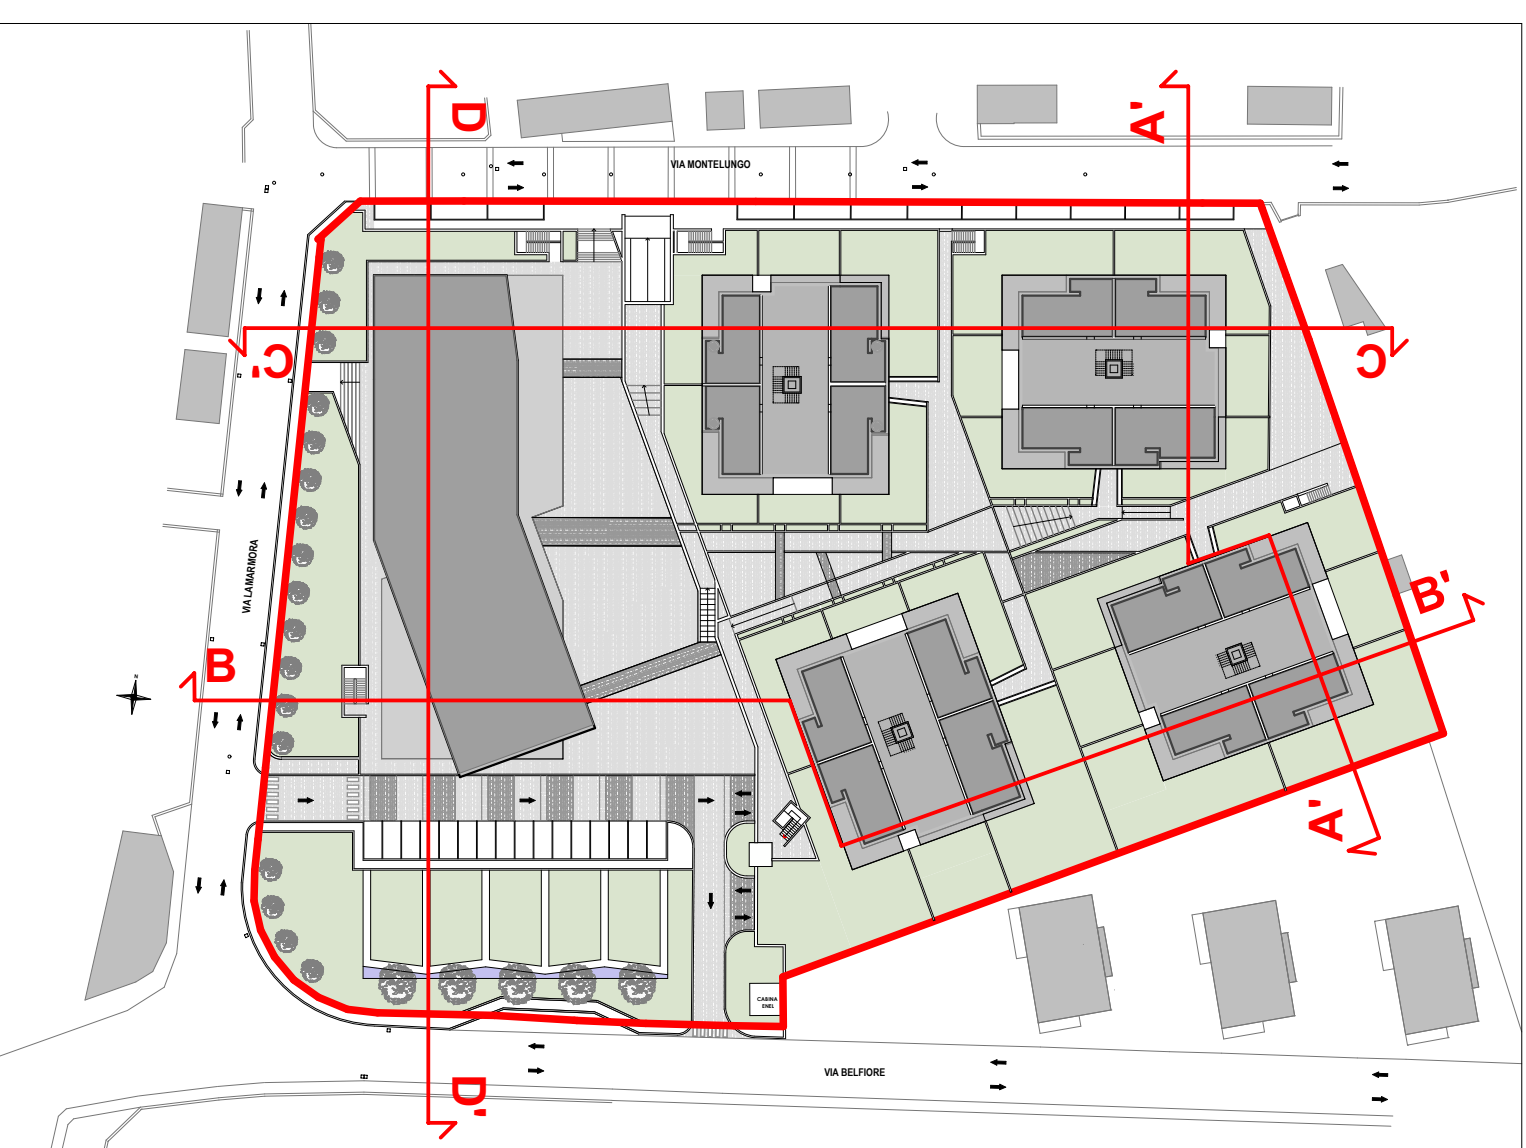 D
A'
VIA MONTELUNGO
C'
C
VIA LAMARMORA
B'
B
N
A'
CABINA
ENEL
VIA BELFIORE
D'